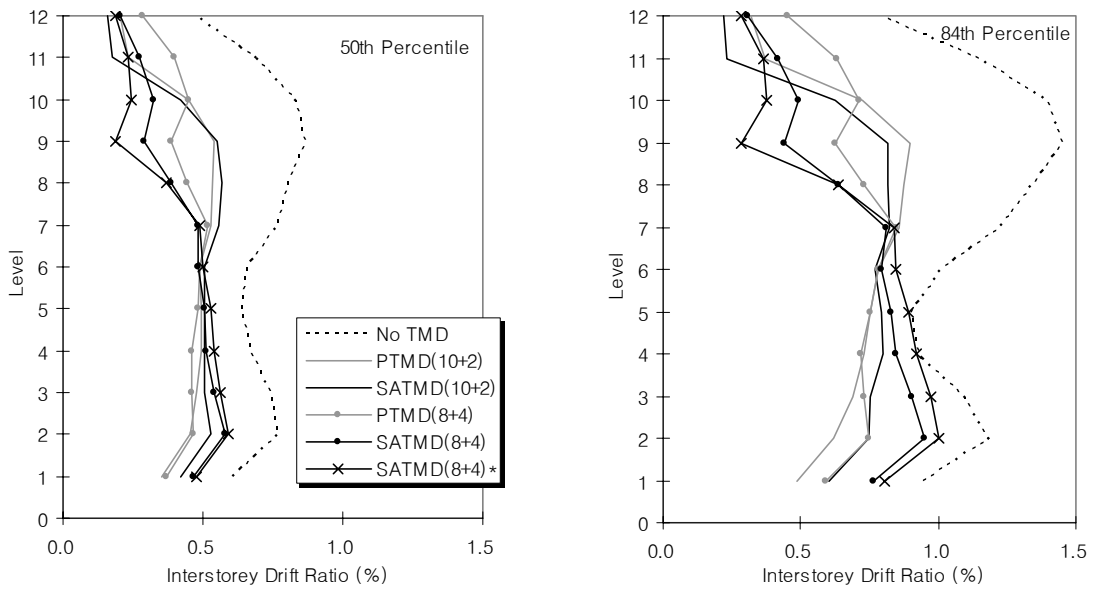 12
11
10
9
8
7
6
5
4
3
2
1
0
Level
50th Percentile
No TMD
PTMD(10+2)
SATMD(10+2)
PTMD(8+4)
SATMD(8+4)
SATMD(8+4)*
0.0 0.5 1.0 1.5
Interstorey Drift Ratio (%)
12
11
10
9
8
7
6
5
4
3
2
1
0
Level
84th Percentile
0.0 0.5 1.0 1.5
Interstorey Drift Ratio (%)